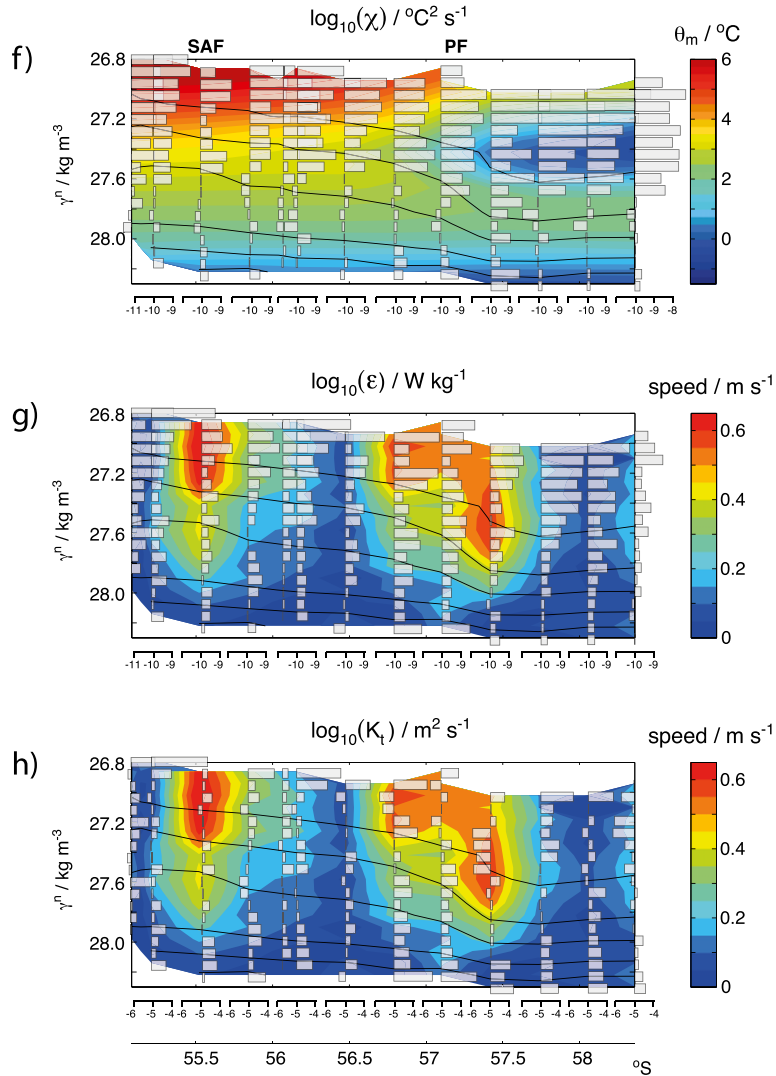 f)
log₁₀(χ) / °C² s⁻¹
SAF PF
θₘ / °C
26.8 27.2 27.6 28.0
γⁿ / kg m⁻³
6 5 4 3 2 1 0
-11 -10 -9 -10 -9 -10 -9 -10 -9 -10 -9 -10 -9 -10 -9 -10 -9 -10 -9 -10 -9 -10 -9 -8
g)
log₁₀(ε) / W kg⁻¹
speed / m s⁻¹
26.8 27.2 27.6 28.0
γⁿ / kg m⁻³
0.6 0.4 0.2 0
-11 -10 -9 -10 -9 -10 -9 -10 -9 -10 -9 -10 -9 -10 -9 -10 -9 -10 -9 -10 -9 -10 -9
h)
log₁₀(Kₜ) / m² s⁻¹
speed / m s⁻¹
26.8 27.2 27.6 28.0
γⁿ / kg m⁻³
0.6 0.4 0.2 0
-6 -5 -4 -6 -5 -4 -6 -5 -4 -6 -5 -4 -6 -5 -4 -6 -5 -4 -6 -5 -4 -6 -5 -4 -6 -5 -4 -6 -5 -4 -6 -5 -4
55.5 56 56.5 57 57.5 58 °S